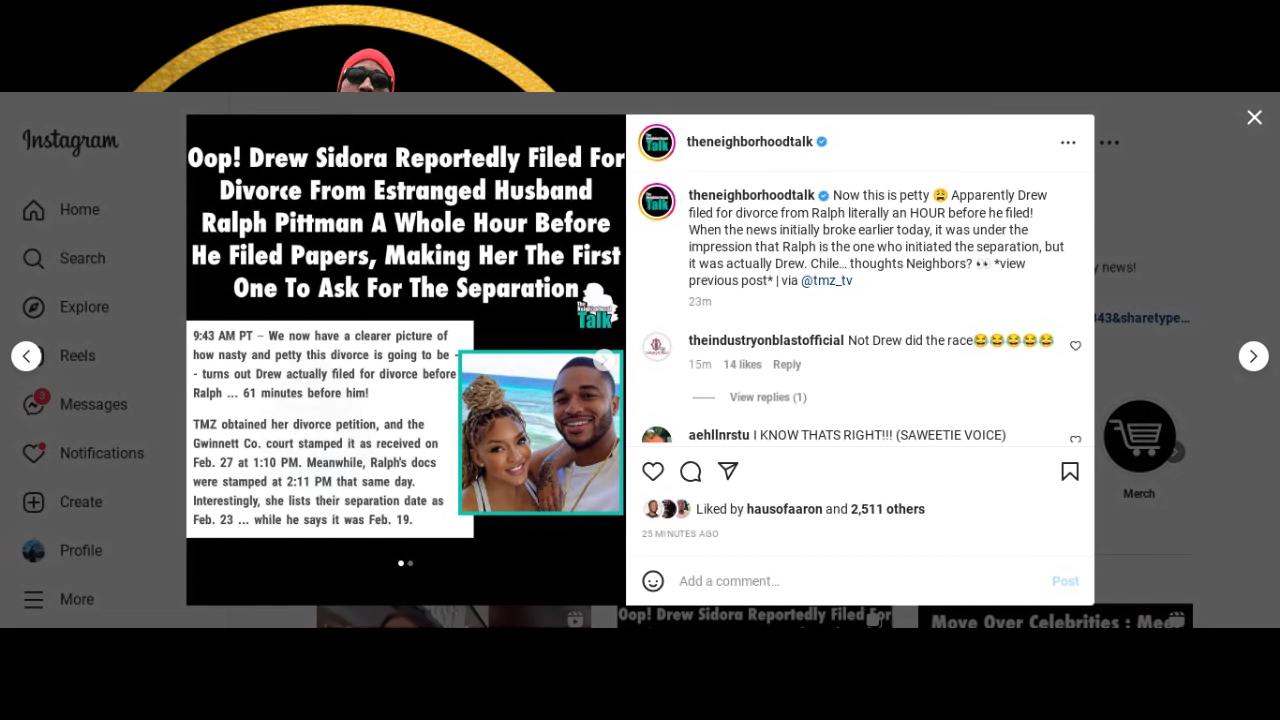 Instagram
Home
Search
Explore
Reels
3
Messages
Notifications
Create
Profile
More
Oop! Drew Sidora Reportedly Filed For
Divorce From Estranged Husband
Ralph Pittman A Whole Hour Before
He Filed Papers, Making Her The First
One To Ask For The Separation
The
Neighborhood
Talk
9:43 AM PT – We now have a clearer picture of
how nasty and petty this divorce is going to be -
- turns out Drew actually filed for divorce before
Ralph ... 61 minutes before him!
TMZ obtained her divorce petition, and the
Gwinnett Co. court stamped it as received on
Feb. 27 at 1:10 PM. Meanwhile, Ralph's docs
were stamped at 2:11 PM that same day.
Interestingly, she lists their separation date as
Feb. 23 ... while he says it was Feb. 19.
Talk
theneighborhoodtalk
Talk
theneighborhoodtalk Now this is petty 😩 Apparently Drew
filed for divorce from Ralph literally an HOUR before he filed!
When the news initially broke earlier today, it was under the
impression that Ralph is the one who initiated the separation, but
it was actually Drew. Chile… thoughts Neighbors? 👀 *view
previous post* | via @tmz_tv
23m
theindustryonblastofficial Not Drew did the race😂😂😂😂😂
15m 14 likes Reply
View replies (1)
aehllnrstu I KNOW THATS RIGHT!!! (SAWEETIE VOICE)
Liked by hausofaaron and 2,511 others
25 MINUTES AGO
Add a comment…
Post
y news!
343&sharetype…
Merch
Oop! Drew Sidora Reportedly Filed For
Move Over Celebrities : Mee